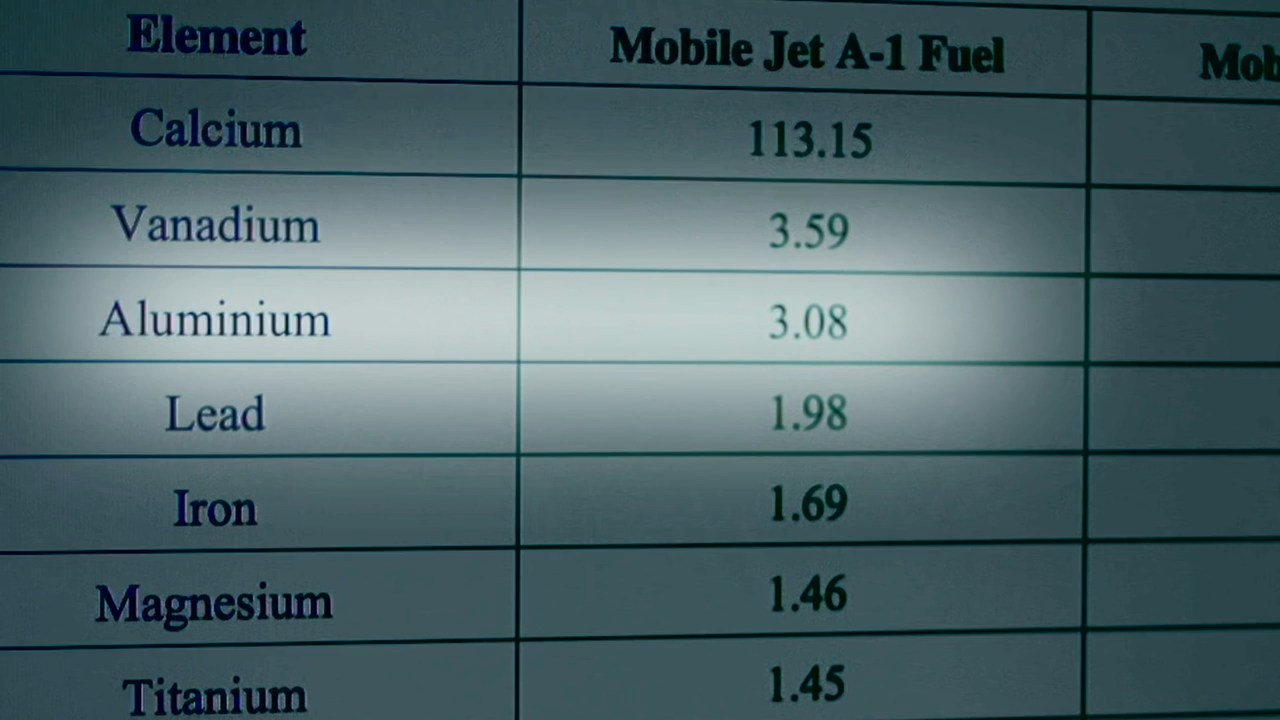 Element Mobile Jet A-1 Fuel Mob
Calcium 113.15
Vanadium 3.59
Aluminium 3.08
Lead 1.98
Iron 1.69
Magnesium 1.46
Titanium 1.45